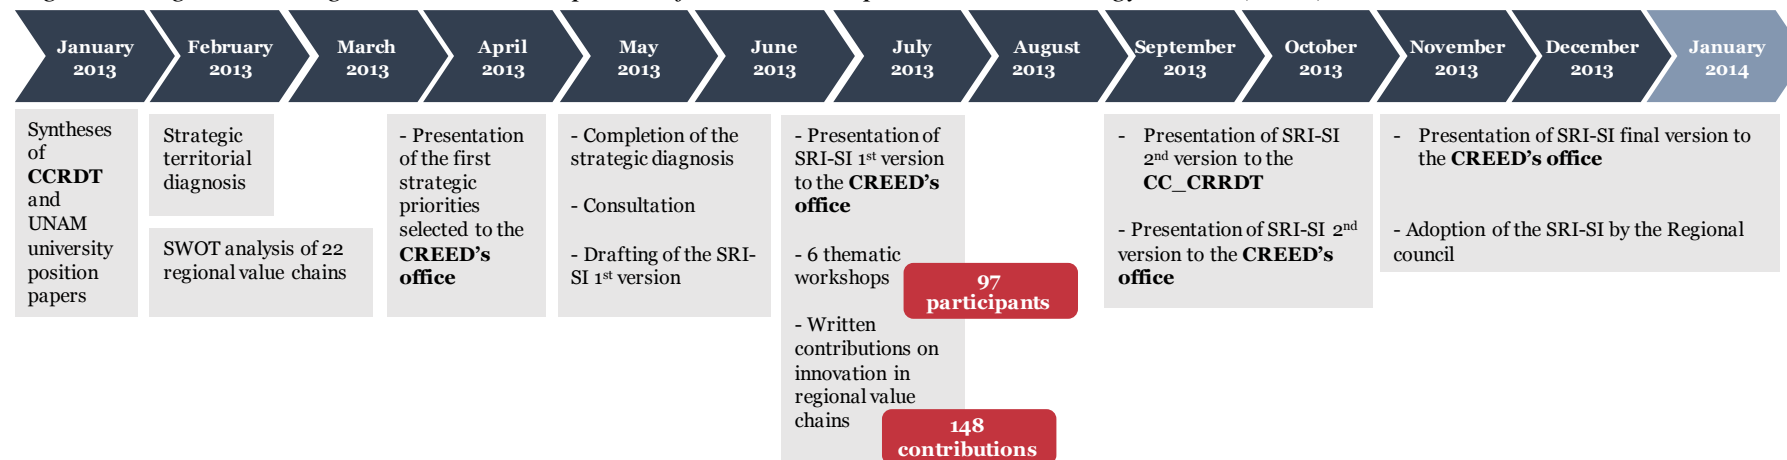 January
2013
February
2013
March
2013
April
2013
May
2013
June
2013
July
2013
August
2013
September
2013
October
2013
November
2013
December
2013
January
2014
Syntheses
of
CCRDT
and
UNAM
university
position
papers
Strategic
territorial
diagnosis
SWOT analysis of 22
regional value chains
- Presentation
of the first
strategic
priorities
selected to the
CREED's
office
- Completion of the
strategic diagnosis
- Consultation
- Drafting of the SRI-
SI 1st version
- Presentation of
SRI-SI 1st version
to the CREED's
office
- 6 thematic
workshops
97
participants
- Written
contributions on
innovation in
regional value
chains
148
contributions
- Presentation of SRI-SI
2nd version to the
CC_CRRDT
- Presentation of SRI-SI 2nd
version to the CREED's
office
- Presentation of SRI-SI final version to
the CREED's office
- Adoption of the SRI-SI by the Regional
council